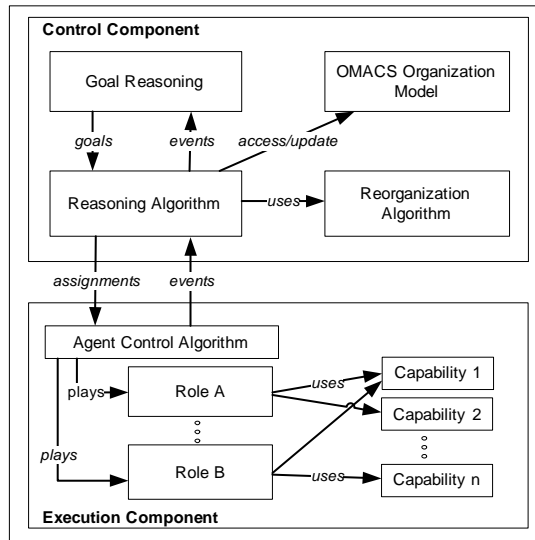 Control Component
Goal Reasoning
OMACS Organization
Model
goals
events
access/update
Reasoning Algorithm
uses
Reorganization
Algorithm
assignments
events
Agent Control Algorithm
plays
Role A
uses
Capability 1
Capability 2
plays
Role B
uses
Capability n
Execution Component